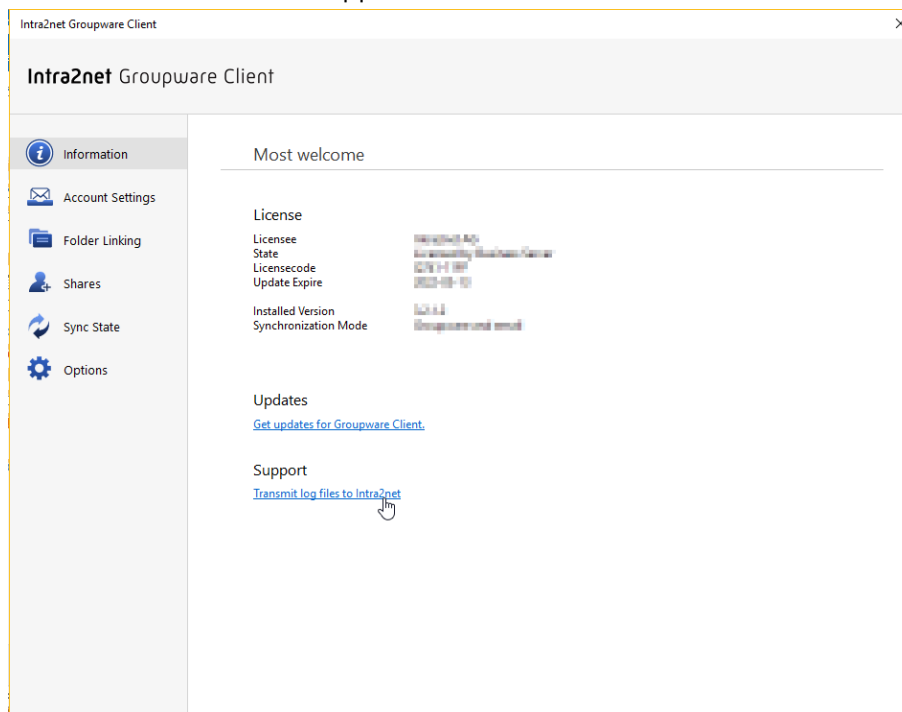 Intra2net Groupware Client
Intra2net Groupware Client
Information
Account Settings
Folder Linking
Shares
Sync State
Options
Most welcome
License
Licensee
State
Licensecode
Update Expire
Installed Version
Synchronization Mode
Updates
Get updates for Groupware Client.
Support
Transmit log files to Intra2net